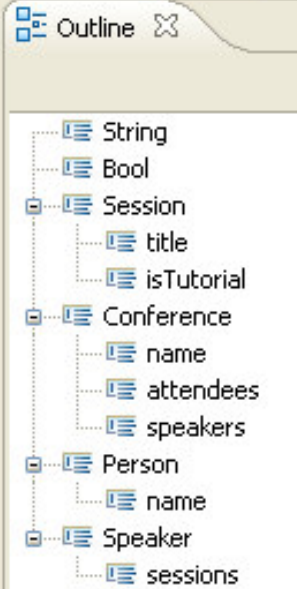 Outline
String
Bool
Session
title
isTutorial
Conference
name
attendees
speakers
Person
name
Speaker
sessions